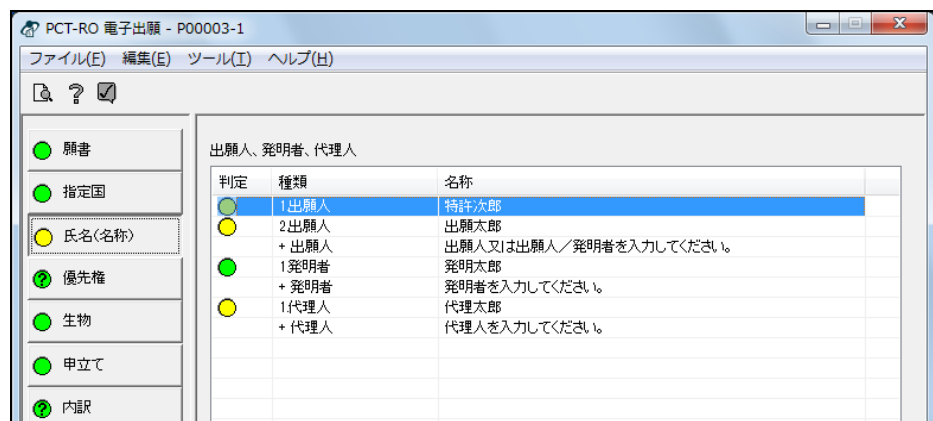 PCT-RO 電子出願 - P00003-1
ファイル(F) 編集(E) ツール(T) ヘルプ(H)
願書
指定国
氏名(名称)
優先権
生物
申立て
内訳
出願人、発明者、代理人
判定 種類 名称
1出願人 特許次郎
2出願人 出願太郎
+ 出願人 出願人又は出願人／発明者を入力してください。
1発明者 発明太郎
+ 発明者 発明者を入力してください。
1代理人 代理太郎
+ 代理人 代理人を入力してください。